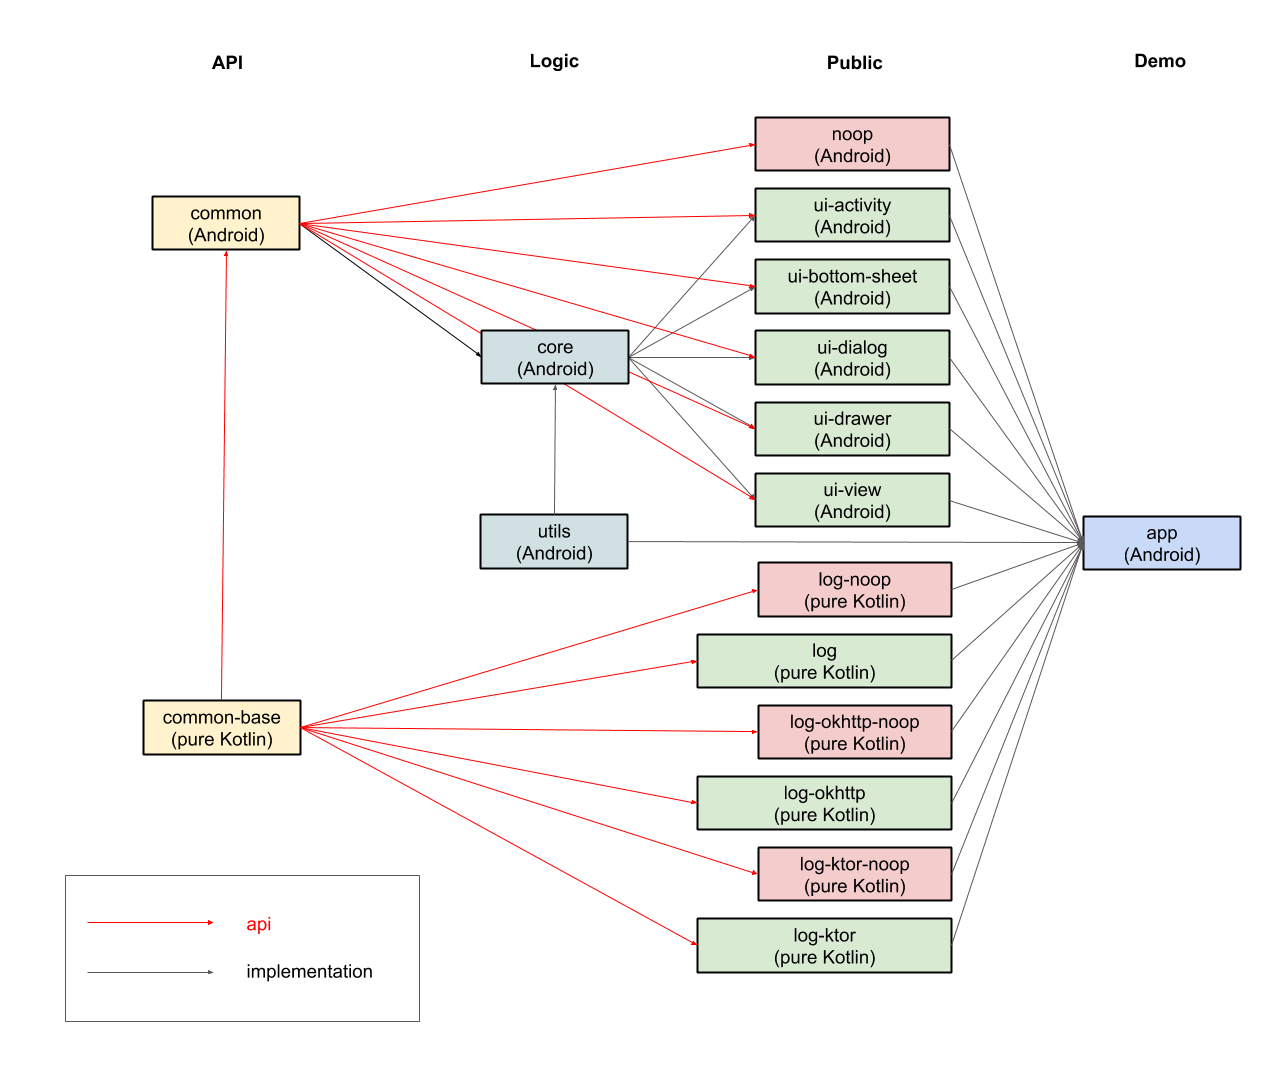 API
Logic
Public
Demo
noop
(Android)
common
(Android)
ui-activity
(Android)
ui-bottom-sheet
(Android)
core
(Android)
ui-dialog
(Android)
ui-drawer
(Android)
ui-view
(Android)
utils
(Android)
app
(Android)
log-noop
(pure Kotlin)
log
(pure Kotlin)
common-base
(pure Kotlin)
log-okhttp-noop
(pure Kotlin)
log-okhttp
(pure Kotlin)
log-ktor-noop
(pure Kotlin)
log-ktor
(pure Kotlin)
api
implementation